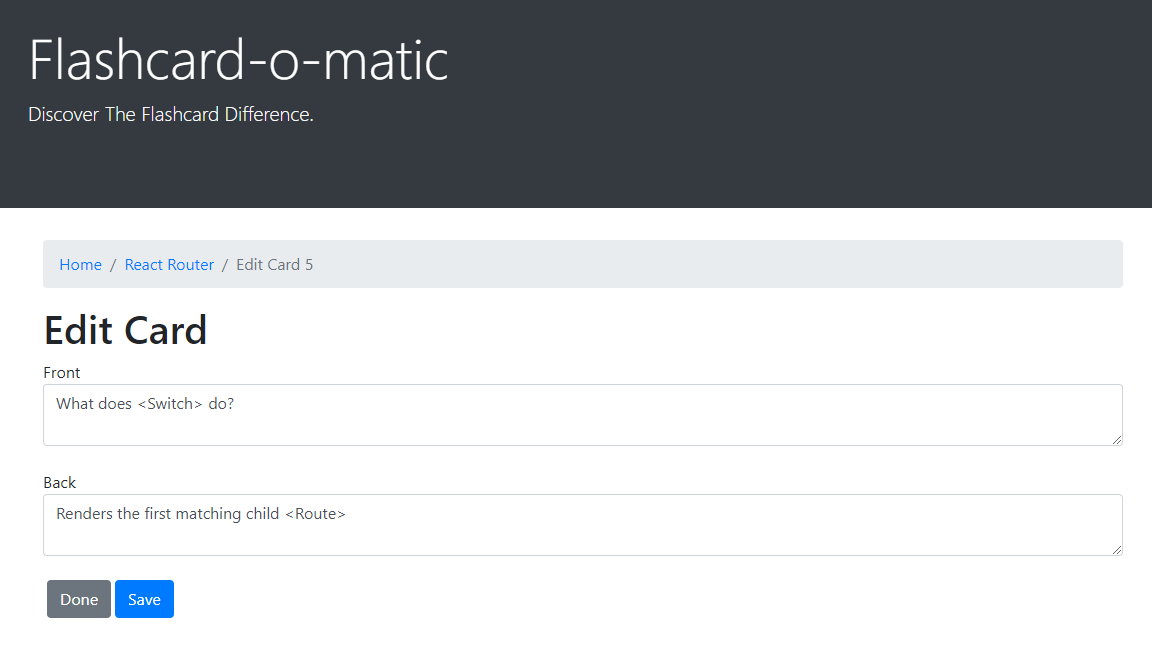 Flashcard-o-matic
Discover The Flashcard Difference.
Home / React Router / Edit Card 5
Edit Card
Front
What does <Switch> do?
Back
Renders the first matching child <Route>
Done Save